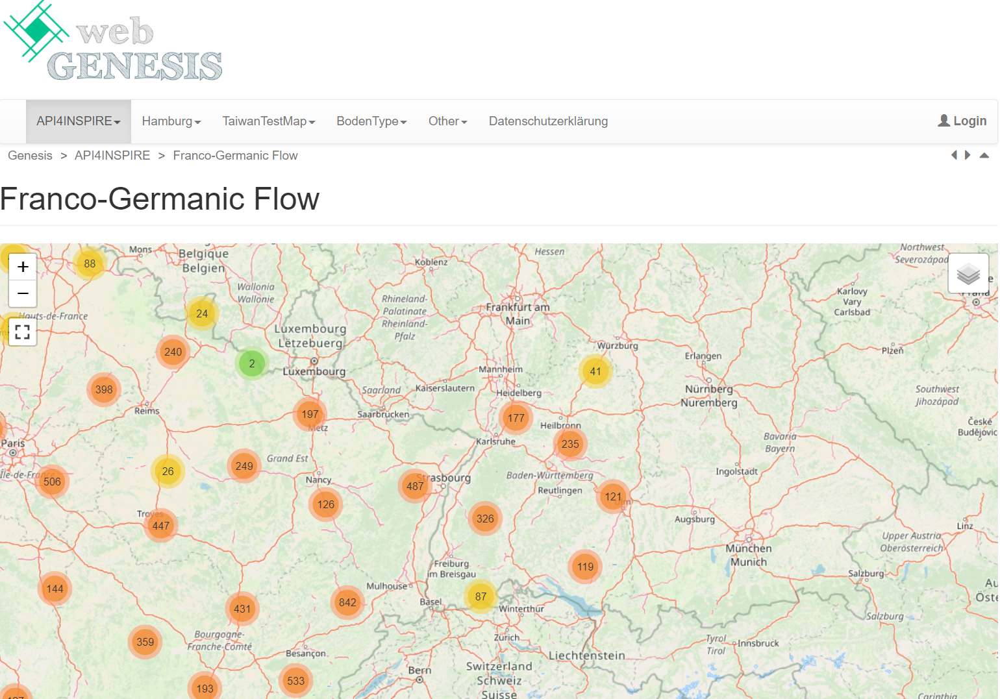 web
GENESIS
API4INSPIRE
Hamburg
TaiwanTestMap
BodenType
Other
Datenschutzerklärung
Login
Genesis > API4INSPIRE > Franco-Germanic Flow
Franco-Germanic Flow
+
−
88
Mons
Belgique
Belgien
Hessen
Koblenz
Northwest
Severozápad
Wallonia
Wallonie
24
Hauts-de-France
Rhineland-
Palatinate
Rheinland-
Pfalz
Frankfurt am
Main
Karlovy
Vary
Carlsbad
Praha
Luxembourg
Lëtzebuerg
240
2
Luxembourg
Würzburg
41
Erlangen
Plzeň
Mannheim
398
Saarland
Kaiserslautern
Heidelberg
Nürnberg
Nuremberg
Southwest
Jihozápad
Reims
197
Metz
Saarbrücken
177
Heilbronn
České
Budějovic
Karlsruhe
235
Paris
Bavaria
Bayern
Île-de-France
506
26
249
Grand Est
Nancy
487
Strasbourg
Baden-Württemberg
Ingolstadt
126
Reutlingen
121
Ulm
Troyes
447
326
Augsburg
Linz
Upper Austria
Oberösterreich
München
Munich
Freiburg
im Breisgau
119
Salzburg
144
Mulhouse
842
87
431
Basel
Winterthur
Salzburg
Bourgogne-
Franche-Comté
359
Zürich
Tyrol
Tirol
Innsbruck
Besançon
Liechtenstein
193
533
Bern
Switzerland
Schweiz
Suisse
Carinthia